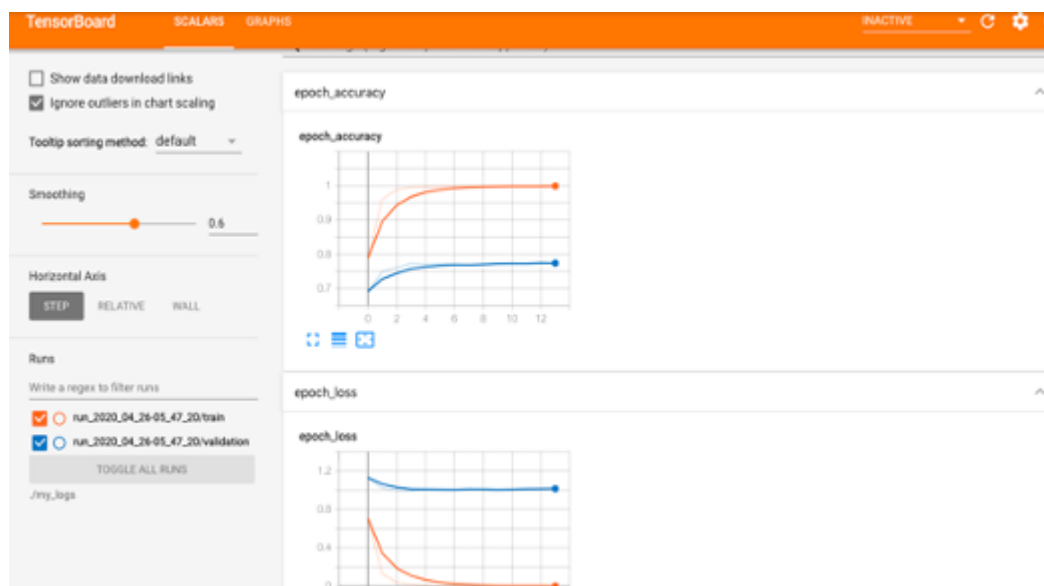 TensorBoard SCALARS GRAPHS INACTIVE
Show data download links
Ignore outliers in chart scaling
Tooltip sorting method: default
Smoothing
0.6
Horizontal Axis
STEP RELATIVE WALL
Runs
Write a regex to filter runs
run_2020_04_26-05_47_20/train
run_2020_04_26-05_47_20/validation
TOGGLE ALL RUNS
./my_logs
epoch_accuracy
epoch_accuracy
1
0.9
0.8
0.7
0 2 4 6 8 10 12
epoch_loss
epoch_loss
1.2
0.8
0.4
0